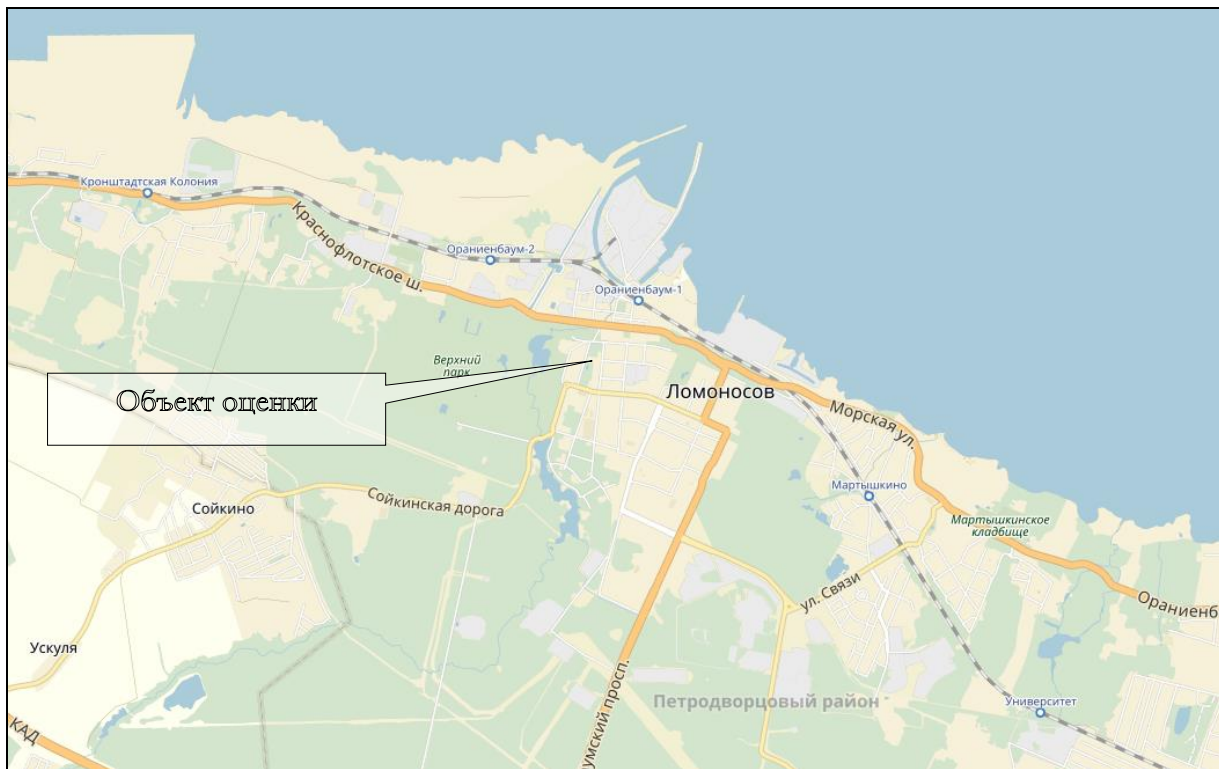 Кронштадтская Колония
Краснофлотское ш.
Ораниенбаум-2
Ораниенбаум-1
Верхний
парк
Объект оценки
Ломоносов
Морская ул.
Сойкинская дорога
Сойкино
Мартышкино
Мартышкинское
кладбище
ул. Связи
Ораниенб
Ускуля
Петродворцовый район
Университет
умский просп.
КАД